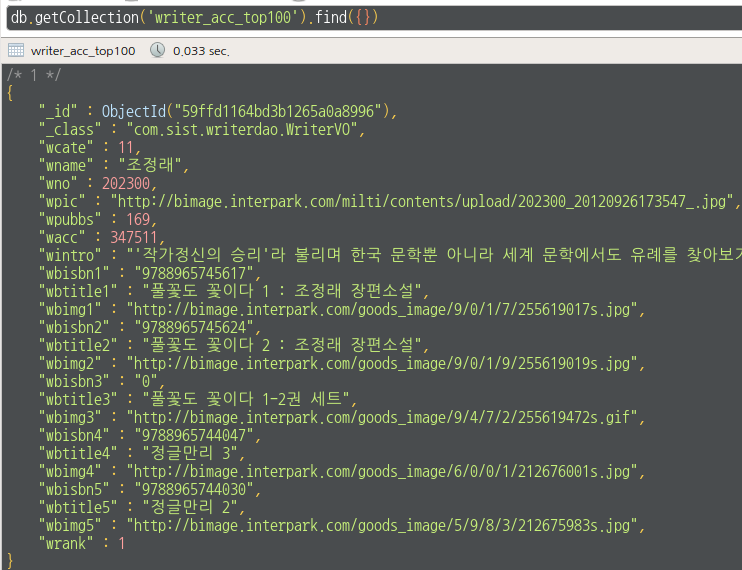 db.getCollection('writer_acc_top100').find({})
writer_acc_top100 0.033 sec.
/* 1 */
{
"_id" : ObjectId("59ffd1164bd3b1265a0a8996"),
"_class" : "com.sist.writerdao.WriterVO",
"wcate" : 11,
"wname" : "조정래",
"wno" : 202300,
"wpic" : "http://bimage.interpark.com/milti/contents/upload/202300_20120926173547_.jpg",
"wpubbs" : 169,
"wacc" : 347511,
"wintro" : "'작가정신의 승리'라 불리며 한국 문학뿐 아니라 세계 문학에서도 유례를 찾아보기
"wbisbn1" : "9788965745617",
"wbtitle1" : "풀꽃도 꽃이다 1 : 조정래 장편소설",
"wbimg1" : "http://bimage.interpark.com/goods_image/9/0/1/7/255619017s.jpg",
"wbisbn2" : "9788965745624",
"wbtitle2" : "풀꽃도 꽃이다 2 : 조정래 장편소설",
"wbimg2" : "http://bimage.interpark.com/goods_image/9/0/1/9/255619019s.jpg",
"wbisbn3" : "0",
"wbtitle3" : "풀꽃도 꽃이다 1-2권 세트",
"wbimg3" : "http://bimage.interpark.com/goods_image/9/4/7/2/255619472s.gif",
"wbisbn4" : "9788965744047",
"wbtitle4" : "정글만리 3",
"wbimg4" : "http://bimage.interpark.com/goods_image/6/0/0/1/212676001s.jpg",
"wbisbn5" : "9788965744030",
"wbtitle5" : "정글만리 2",
"wbimg5" : "http://bimage.interpark.com/goods_image/5/9/8/3/212675983s.jpg",
"wrank" : 1
}